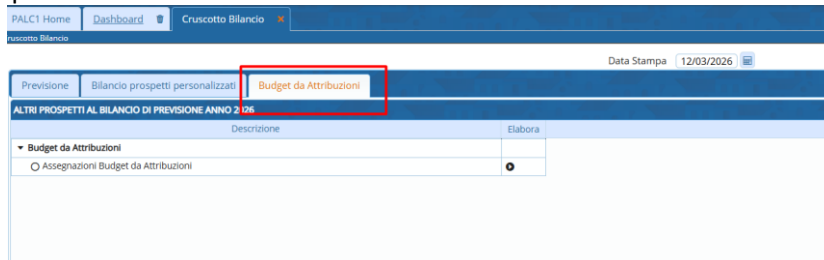 PALC1 Home Dashboard Cruscotto Bilancio
ruscotto Bilancio
Data Stampa 12/03/2026
Previsione Bilancio prospetti personalizzati Budget da Attribuzioni
ALTRI PROSPETTI AL BILANCIO DI PREVISIONE ANNO 2026
Descrizione Elabora
Budget da Attribuzioni
Assegnazioni Budget da Attribuzioni